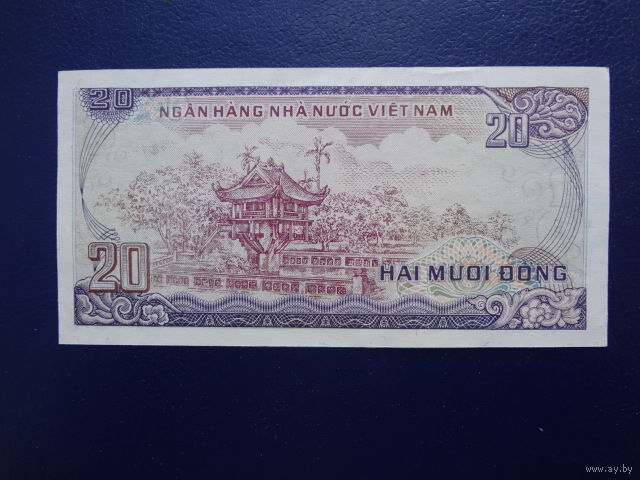 20
NGÂN HÀNG NHÀ NƯỚC VIỆT NAM
20
20
HAI MƯƠI ĐỒNG
www.ay.by